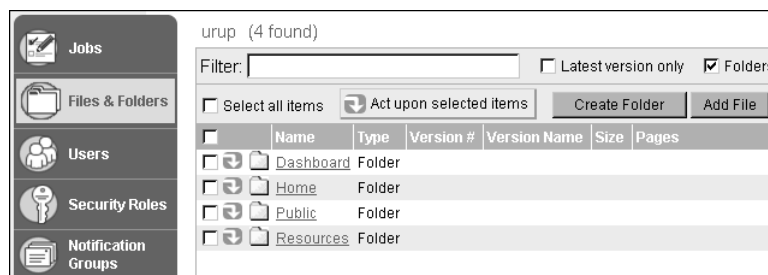 Jobs
Files & Folders
Users
Security Roles
Notification
Groups
urup (4 found)
Filter: Latest version only Folders
Select all items Act upon selected items Create Folder Add File
Name Type Version # Version Name Size Pages
Dashboard Folder
Home Folder
Public Folder
Resources Folder